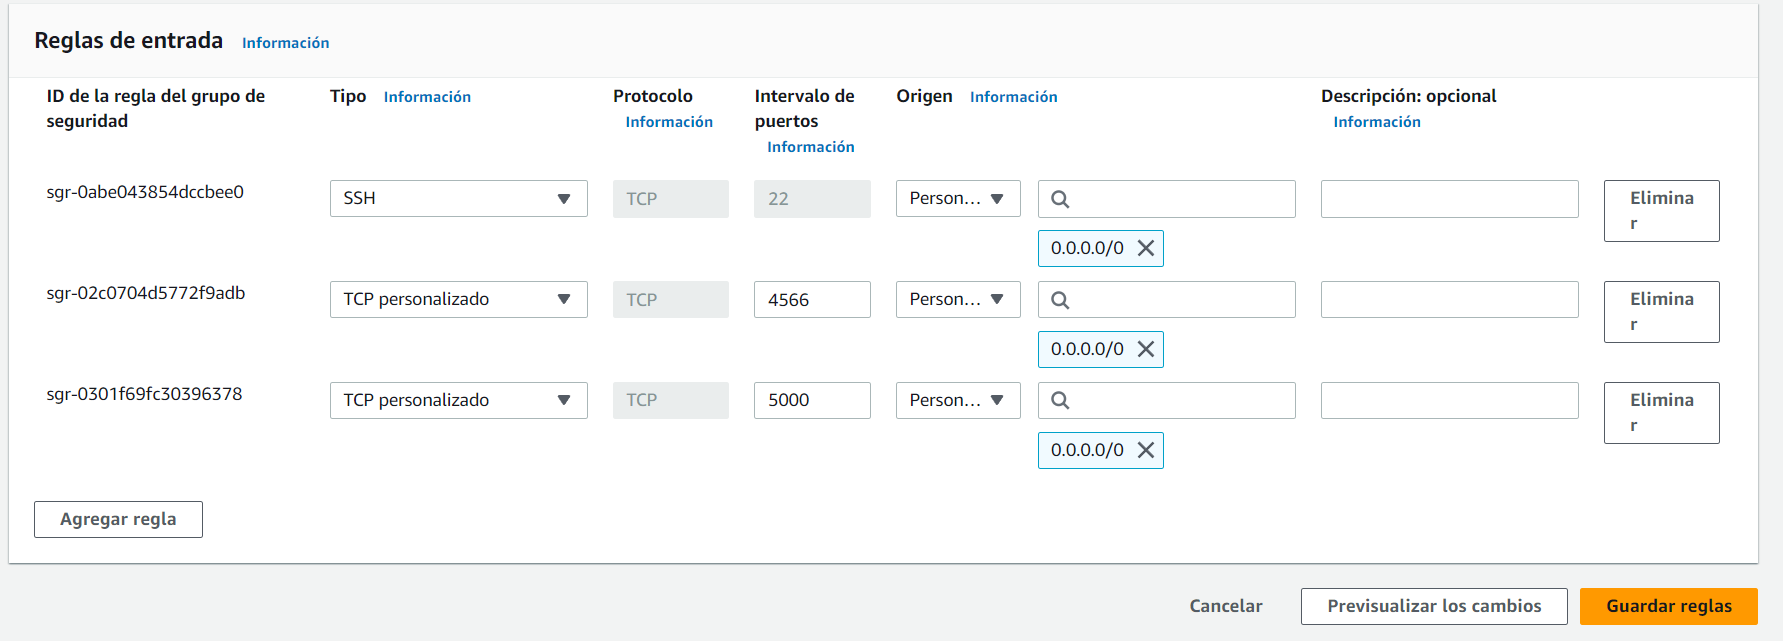 Reglas de entrada Información
ID de la regla del grupo de seguridad
Tipo Información
Protocolo Información
Intervalo de puertos Información
Origen Información
Descripción: opcional Información
sgr-0abe043854dccbee0 SSH TCP 22 Person... Eliminar
0.0.0.0/0
sgr-02c0704d5772f9adb TCP personalizado TCP 4566 Person... Eliminar
0.0.0.0/0
sgr-0301f69fc30396378 TCP personalizado TCP 5000 Person... Eliminar
0.0.0.0/0
Agregar regla
Cancelar Previsualizar los cambios Guardar reglas